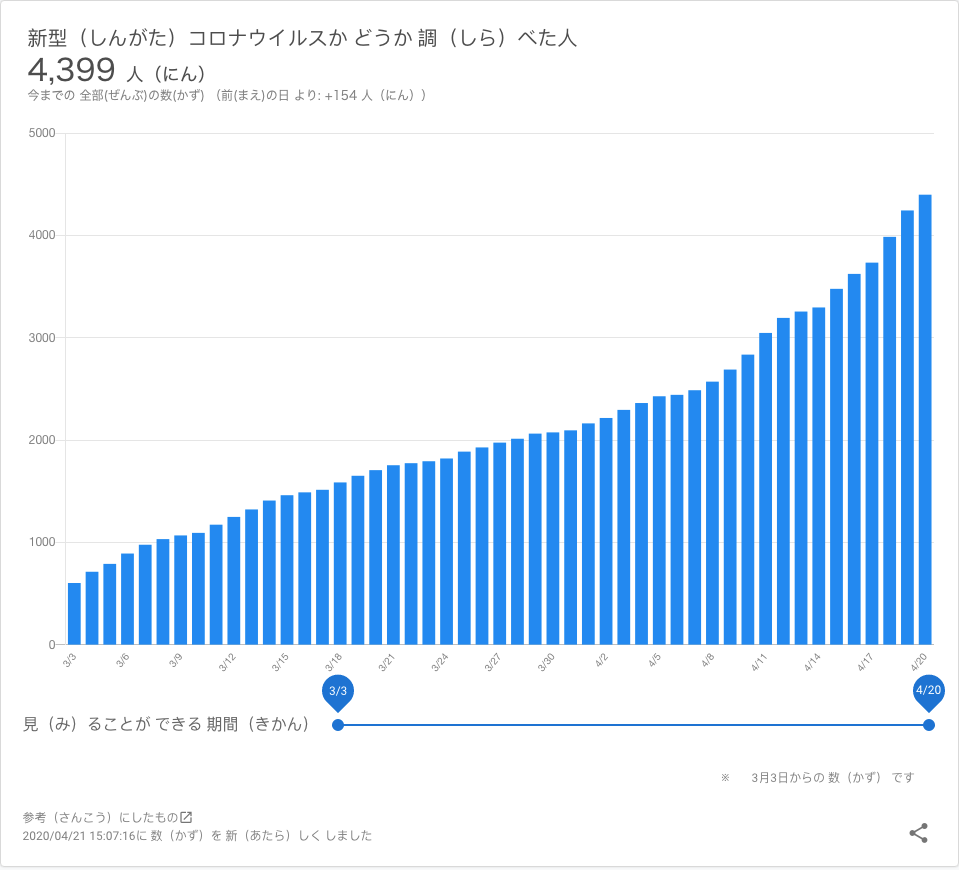 新型（しんがた）コロナウイルスか どうか 調（しら）べた人
4,399 人（にん）
今までの 全部(ぜんぶ)の数(かず) （前(まえ)の日 より: +154 人（にん））
5000
4000
3000
2000
1000
0
3/3 3/6 3/9 3/12 3/15 3/18 3/21 3/24 3/27 3/30 4/2 4/5 4/8 4/11 4/14 4/17 4/20
3/3 4/20
見（み）ることが できる 期間（きかん）
※ 3月3日からの 数（かず） です
参考（さんこう）にしたもの
2020/04/21 15:07:16に 数（かず）を 新（あたら）しく しました